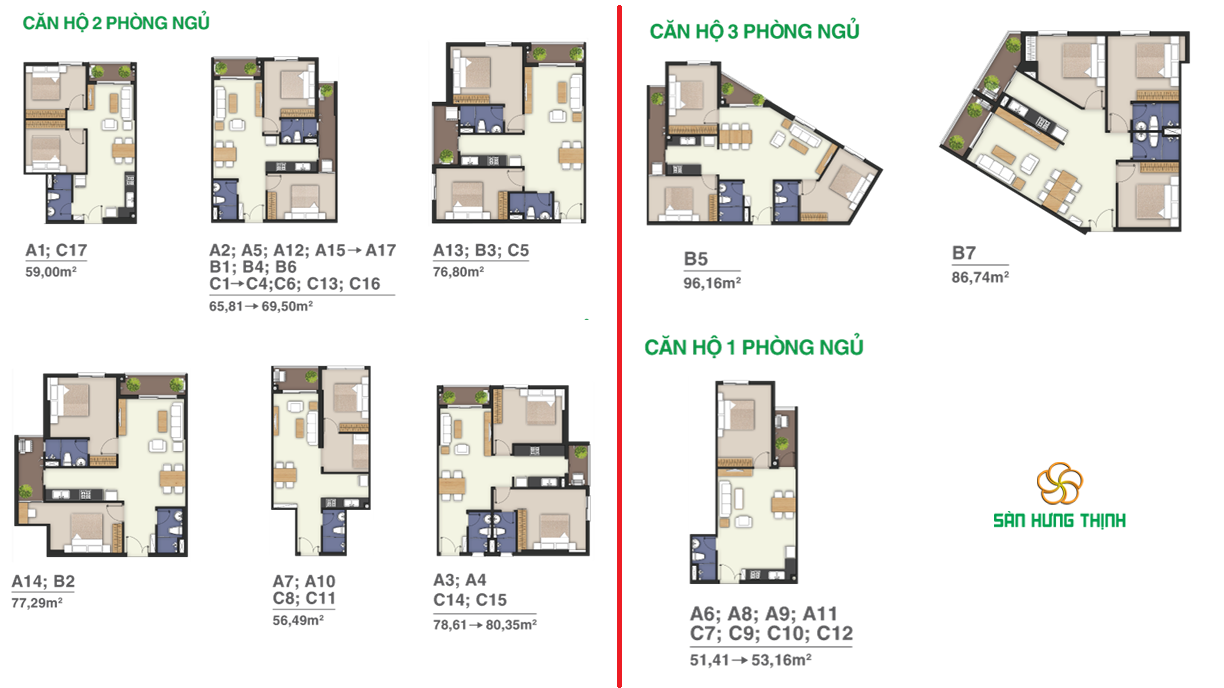 CĂN HỘ 2 PHÒNG NGỦ
A1; C17
59,00m²
A2; A5; A12; A15→A17
B1; B4; B6
C1→C4;C6; C13; C16
65,81→69,50m²
A13; B3; C5
76,80m²
A14; B2
77,29m²
A7; A10
C8; C11
56,49m²
A3; A4
C14; C15
78,61→80,35m²
CĂN HỘ 3 PHÒNG NGỦ
B5
96,16m²
B7
86,74m²
CĂN HỘ 1 PHÒNG NGỦ
A6; A8; A9; A11
C7; C9; C10; C12
51,41→53,16m²
SÀN HƯNG THỊNH